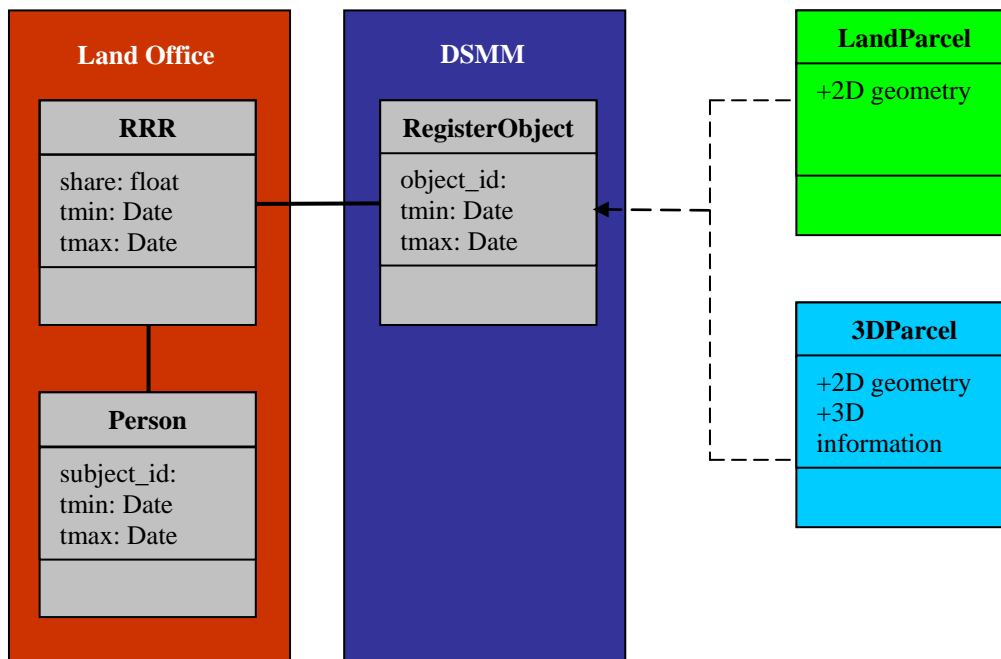 Land Office
RRR
share: float
tmin: Date
tmax: Date
Person
subject_id:
tmin: Date
tmax: Date
DSMM
RegisterObject
object_id:
tmin: Date
tmax: Date
LandParcel
+2D geometry
3DParcel
+2D geometry
+3D
information